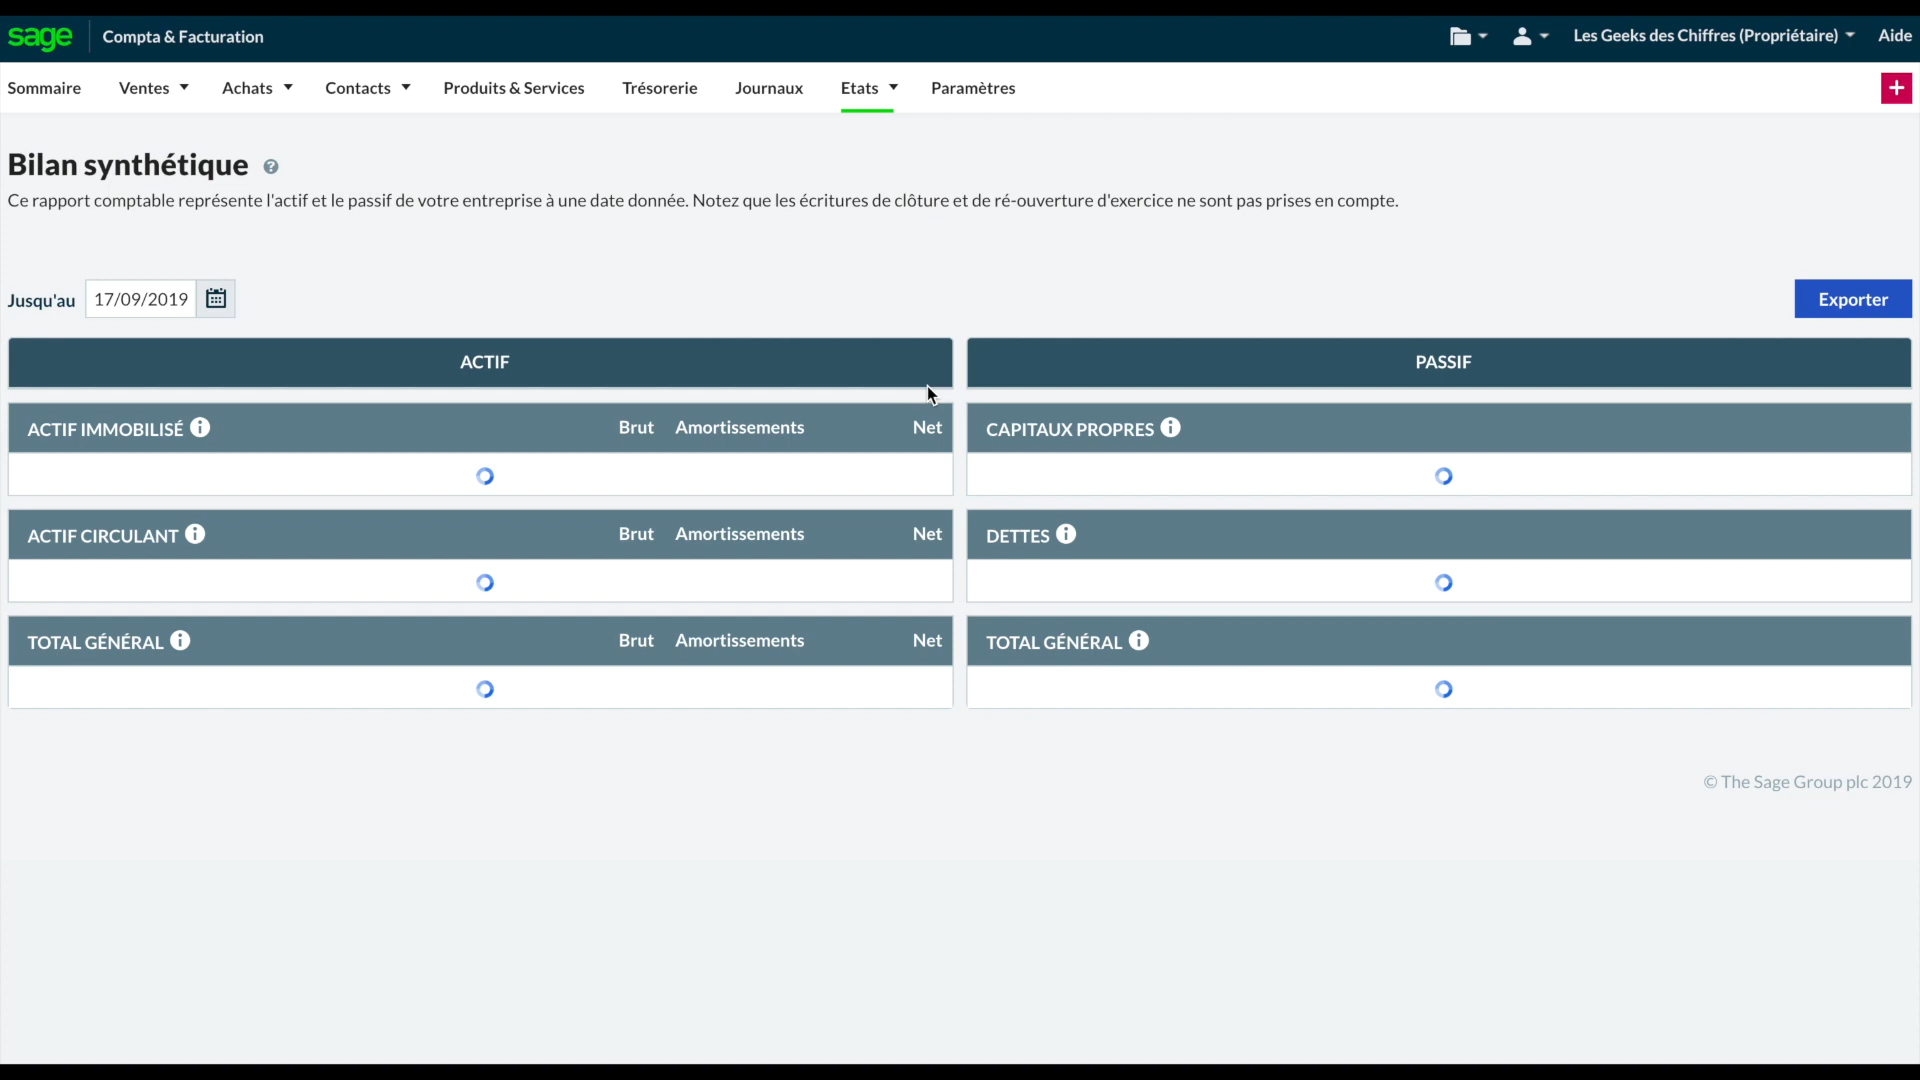 sage Compta & Facturation Les Geeks des Chiffres (Propriétaire) Aide
Sommaire Ventes Achats Contacts Produits & Services Trésorerie Journaux Etats Paramètres
Bilan synthétique
Ce rapport comptable représente l'actif et le passif de votre entreprise à une date donnée. Notez que les écritures de clôture et de ré-ouverture d'exercice ne sont pas prises en compte.
Jusqu'au 17/09/2019 Exporter
ACTIF PASSIF
ACTIF IMMOBILISÉ Brut Amortissements Net CAPITAUX PROPRES
ACTIF CIRCULANT Brut Amortissements Net DETTES
TOTAL GÉNÉRAL Brut Amortissements Net TOTAL GÉNÉRAL
© The Sage Group plc 2019